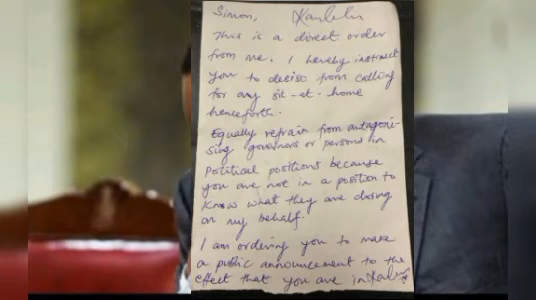 Simon,
This is a direct order
from me. I hereby instruct
you to desist from calling
for any sit-at-home
henceforth.
Equally refrain from antagoni-
sing governors or persons in
political positions because
you are not in a position to
know what they are doing
on my behalf.
I am ordering you to make
a public announcement to the
effect that you are in